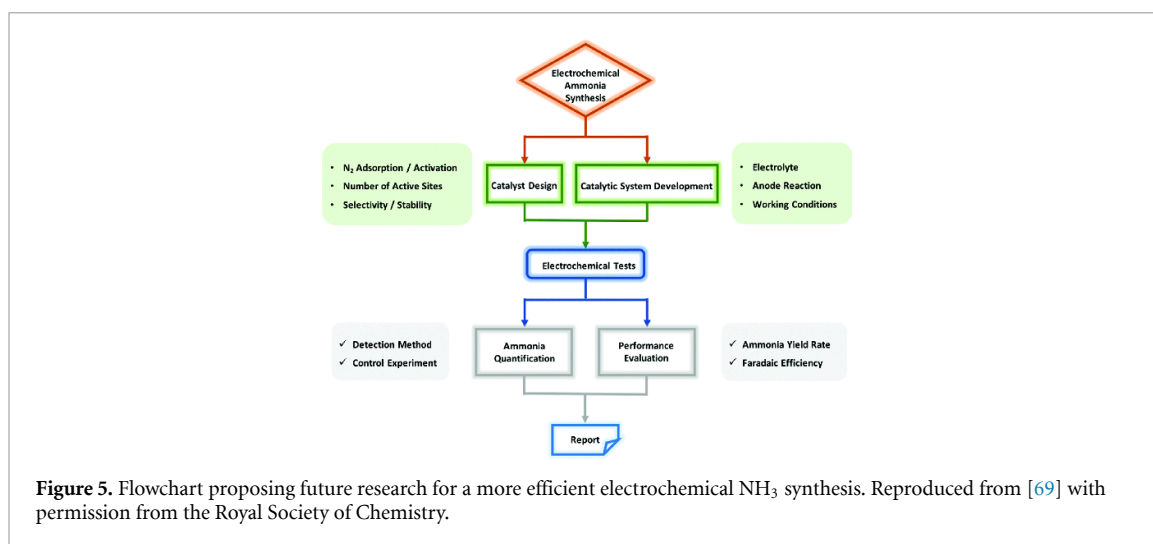 Electrochemical
Ammonia
Synthesis
• N₂ Adsorption / Activation
• Number of Active Sites
• Selectivity / Stability
Catalyst Design
Catalytic System Development
• Electrolyte
• Anode Reaction
• Working Conditions
Electrochemical Tests
✓ Detection Method
✓ Control Experiment
Ammonia
Quantification
Performance
Evaluation
✓ Ammonia Yield Rate
✓ Faradaic Efficiency
Report
Figure 5. Flowchart proposing future research for a more efficient electrochemical NH₃ synthesis. Reproduced from [69] with
permission from the Royal Society of Chemistry.